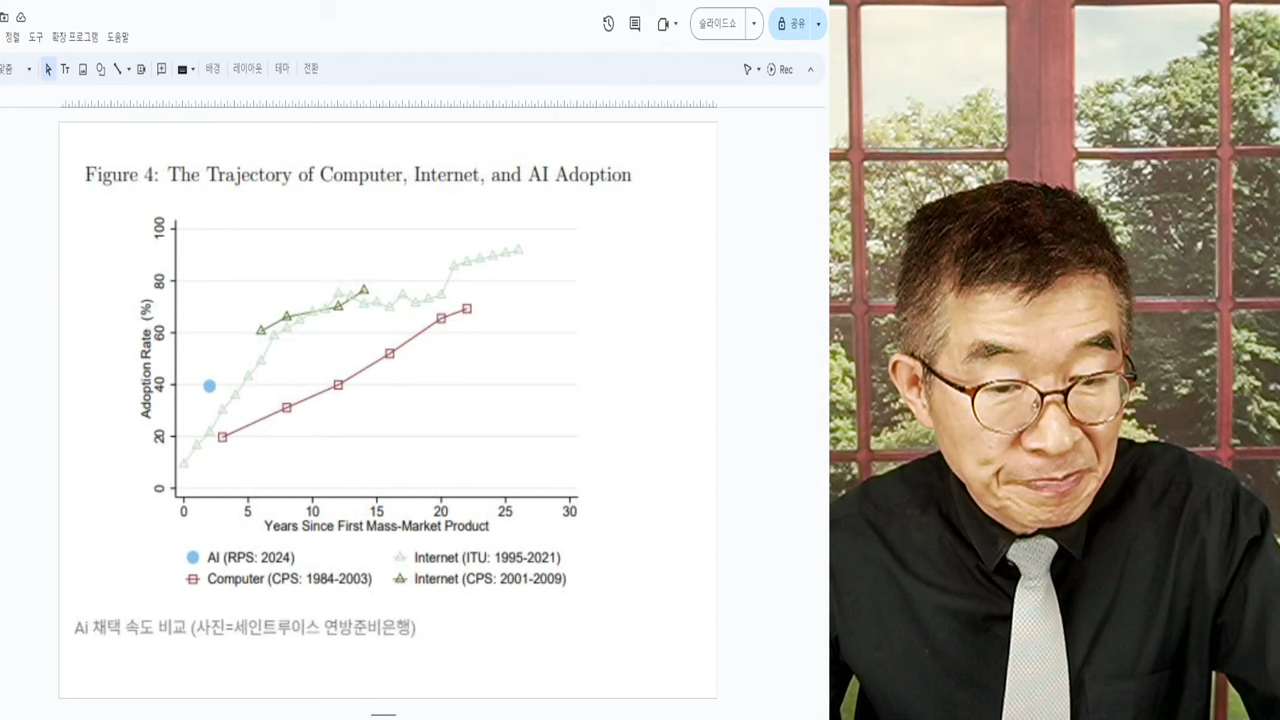 정렬 도구 확장 프로그램 도움말
슬라이드쇼
공유
배경 레이아웃 테마 전환
Rec
Figure 4: The Trajectory of Computer, Internet, and AI Adoption
Adoption Rate (%)
100
80
60
40
20
0
0 5 10 15 20 25 30
Years Since First Mass-Market Product
AI (RPS: 2024) Internet (ITU: 1995-2021)
Computer (CPS: 1984-2003) Internet (CPS: 2001-2009)
Ai 채택 속도 비교 (사진=세인트루이스 연방준비은행)